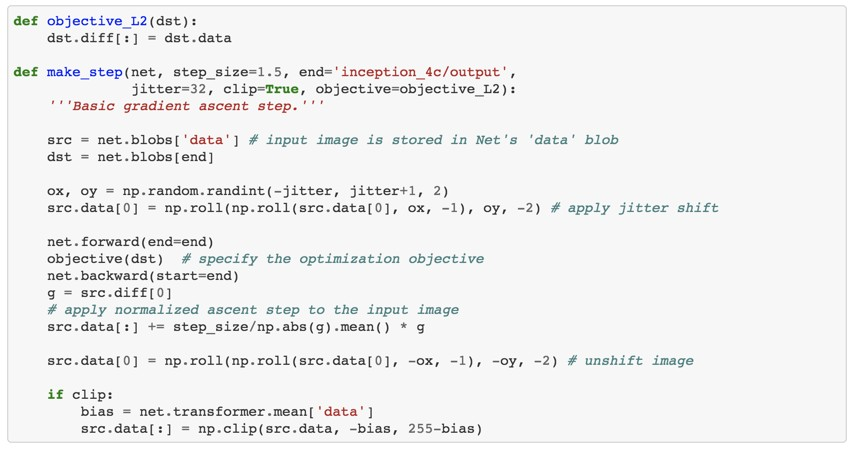 def objective_L2(dst):
    dst.diff[:] = dst.data
def make_step(net, step_size=1.5, end='inception_4c/output',
              jitter=32, clip=True, objective=objective_L2):
    '''Basic gradient ascent step.'''
    src = net.blobs['data'] # input image is stored in Net's 'data' blob
    dst = net.blobs[end]
    ox, oy = np.random.randint(-jitter, jitter+1, 2)
    src.data[0] = np.roll(np.roll(src.data[0], ox, -1), oy, -2) # apply jitter shift
    net.forward(end=end)
    objective(dst)  # specify the optimization objective
    net.backward(start=end)
    g = src.diff[0]
    # apply normalized ascent step to the input image
    src.data[:] += step_size/np.abs(g).mean() * g
    src.data[0] = np.roll(np.roll(src.data[0], -ox, -1), -oy, -2) # unshift image
    if clip:
        bias = net.transformer.mean['data']
        src.data[:] = np.clip(src.data, -bias, 255-bias)